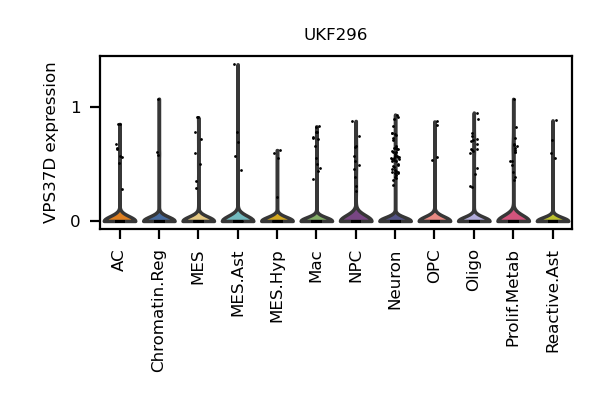 UKF296
VPS37D expression
1
0
AC
Chromatin.Reg
MES
MES.Ast
MES.Hyp
Mac
NPC
Neuron
OPC
Oligo
Prolif.Metab
Reactive.Ast